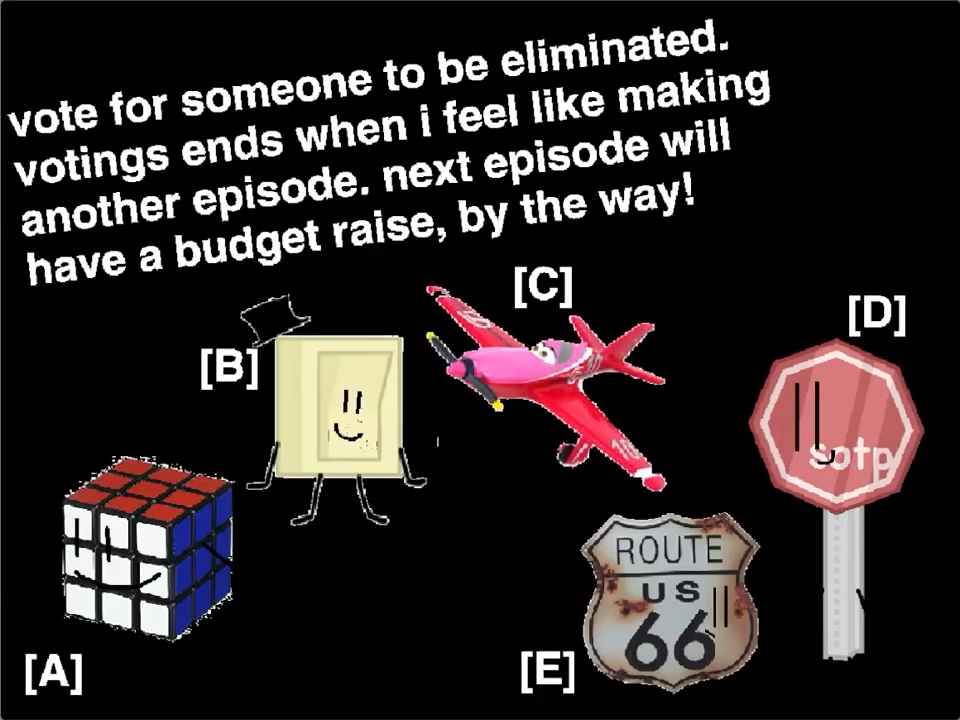 vote for someone to be eliminated.
votings ends when i feel like making
another episode. next episode will
have a budget raise, by the way!
[C]
[D]
[B]
sotp
ROUTE
US
66
[A]
[E]